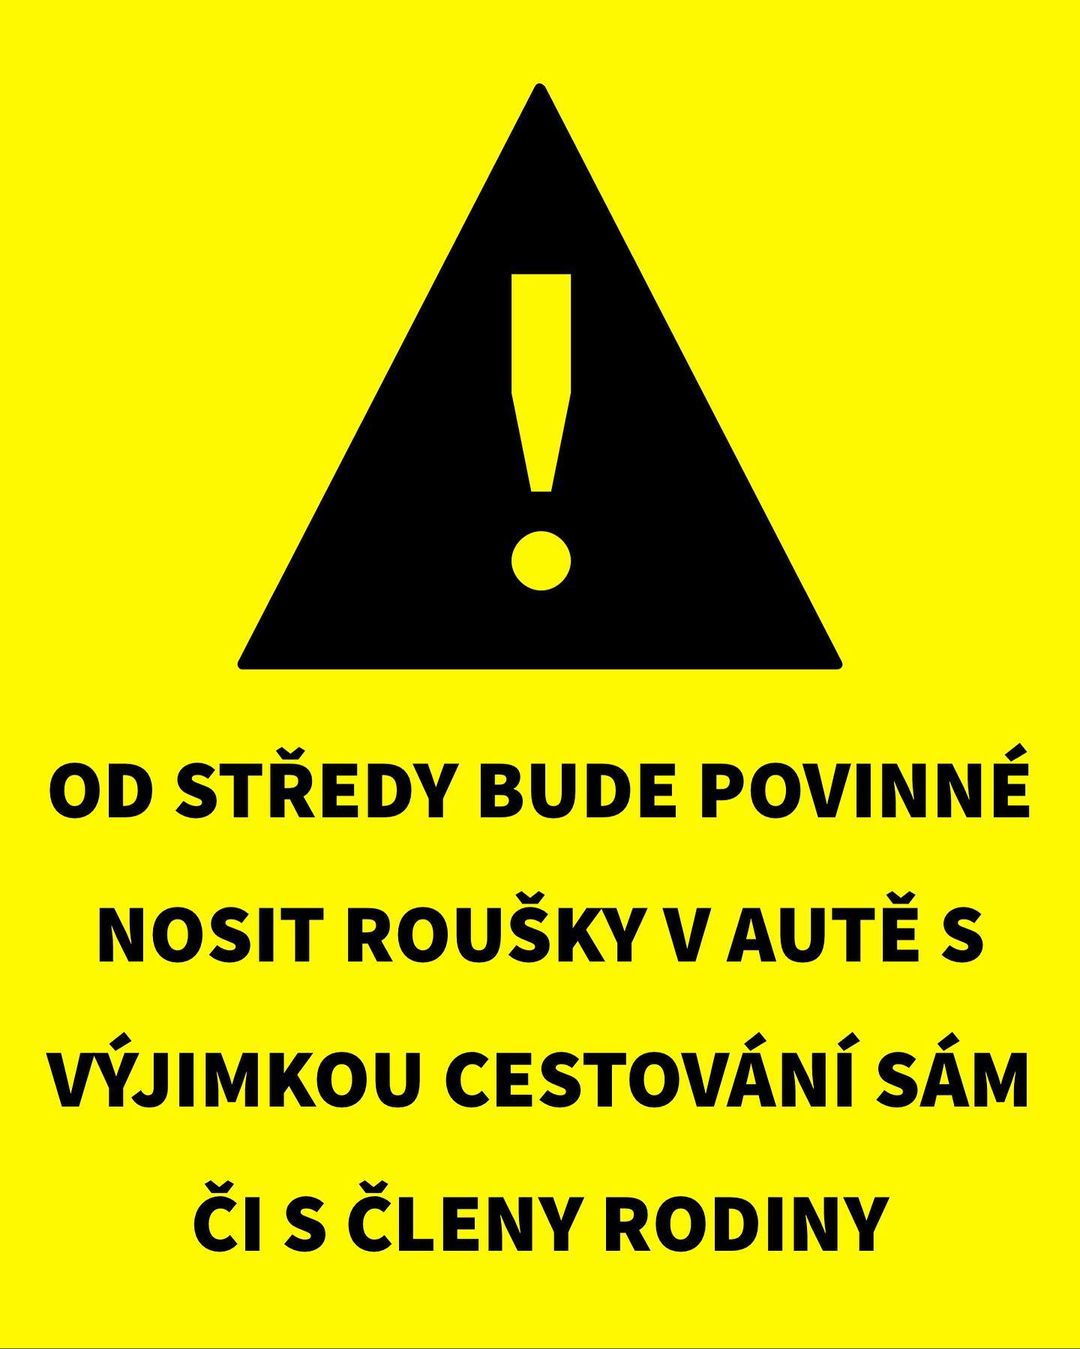 OD STŘEDY BUDE POVINNÉ
NOSIT ROUŠKY V AUTĚ S
VÝJIMKOU CESTOVÁNÍ SÁM
ČI S ČLENY RODINY